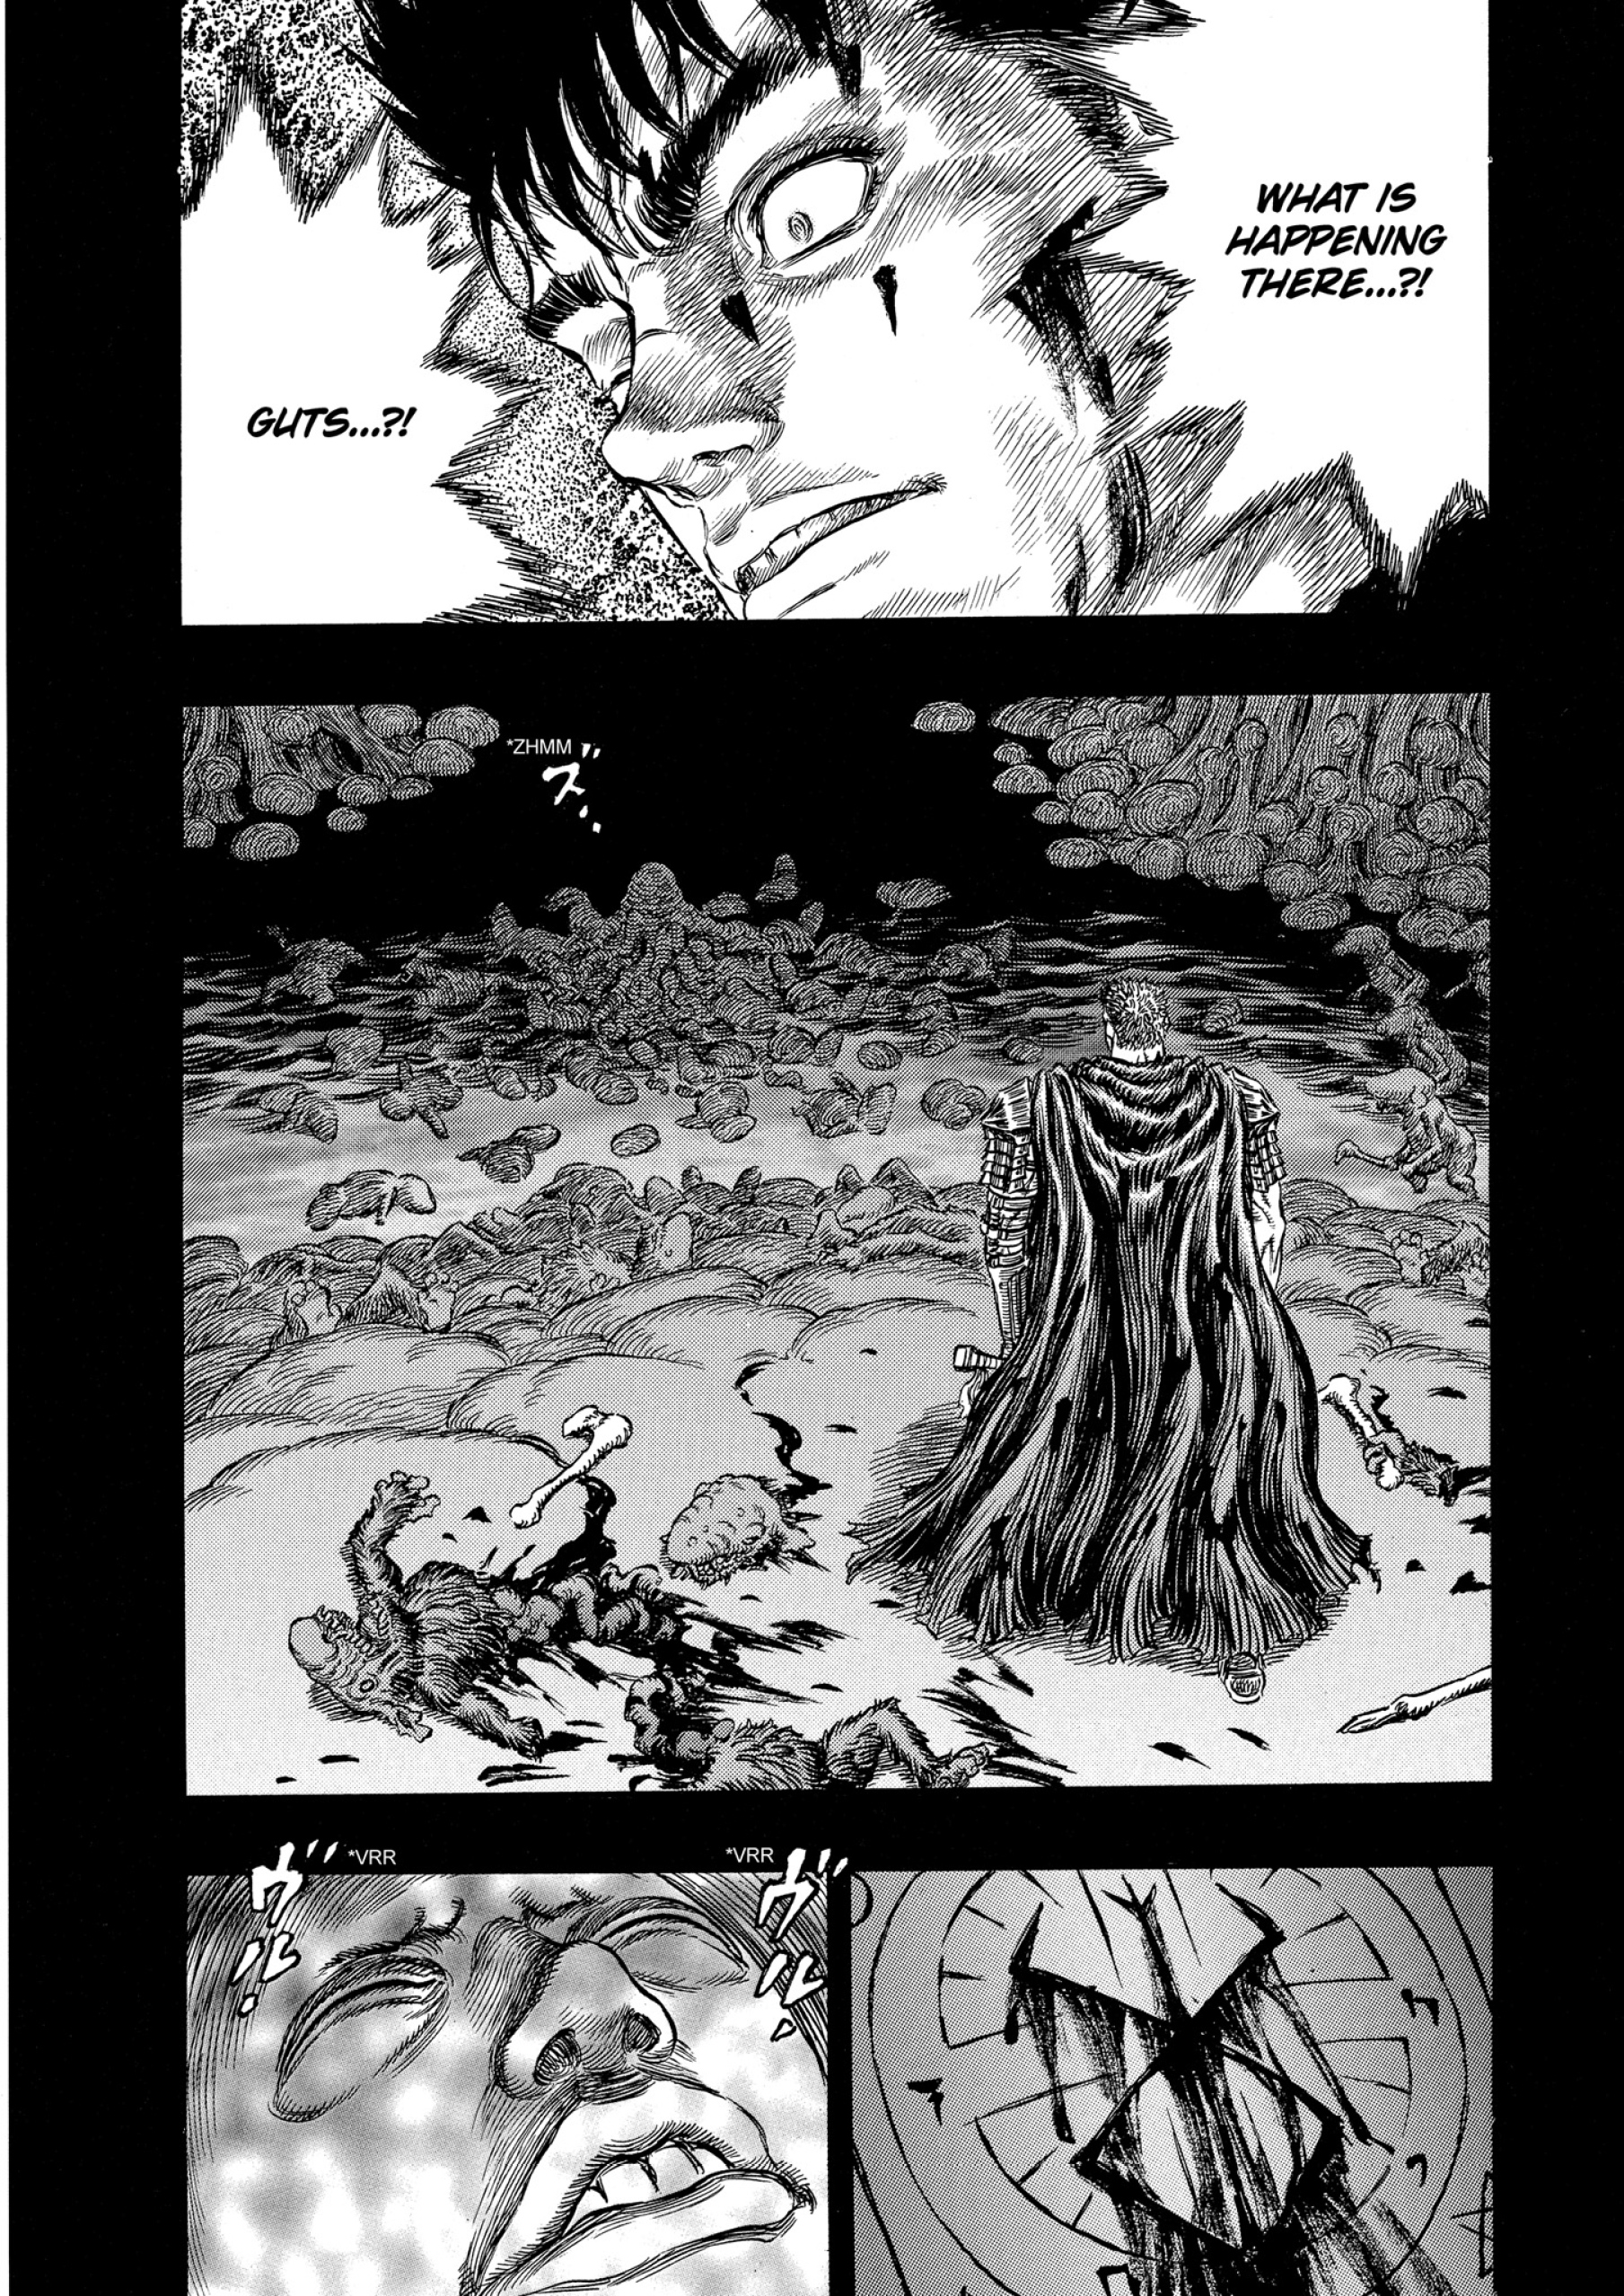 WHAT IS
HAPPENING
THERE...?!
GUTS...?!
*ZHMM
ズ
*VRR
ヴル
*VRR
ヴル